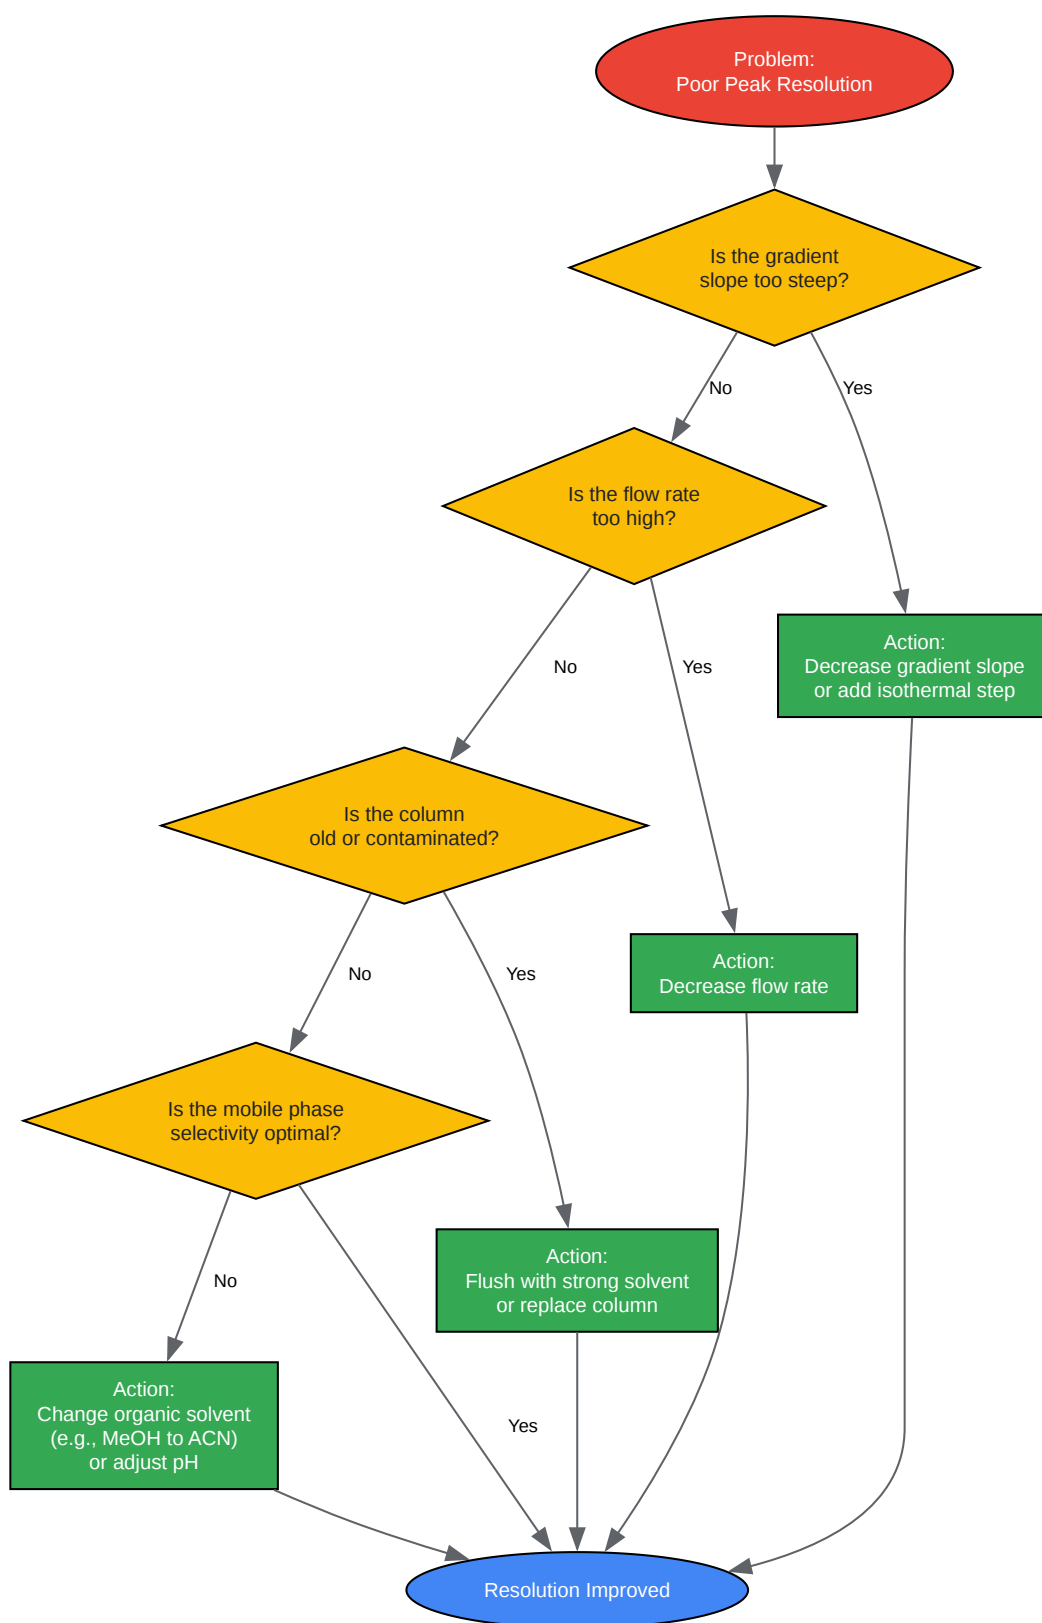 Problem:
Poor Peak Resolution
Is the gradient
slope too steep?
No
Yes
Is the flow rate
too high?
Action:
Decrease gradient slope
or add isothermal step
No
Yes
Is the column
old or contaminated?
Action:
Decrease flow rate
No
Yes
Is the mobile phase
selectivity optimal?
Action:
Flush with strong solvent
or replace column
No
Action:
Change organic solvent
(e.g., MeOH to ACN)
or adjust pH
Yes
Resolution Improved